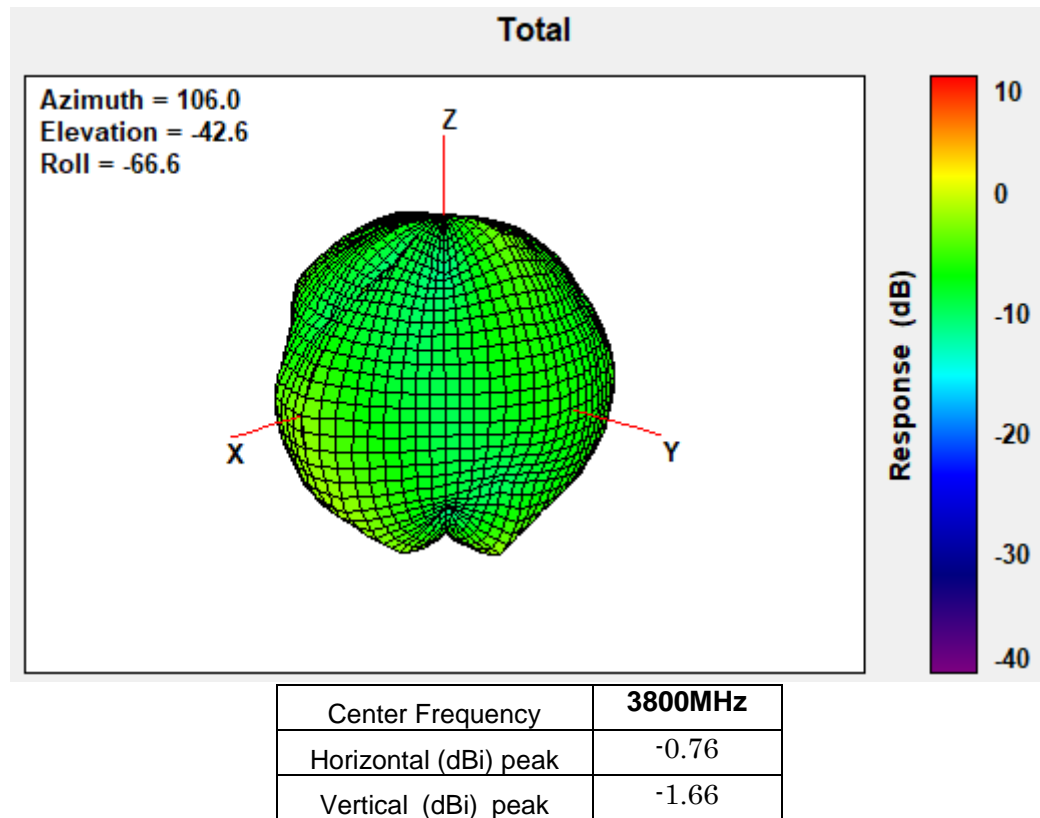 Total
Azimuth = 106.0
Elevation = -42.6
Roll = -66.6
Z
X
Y
10
0
-10
-20
-30
-40
Response (dB)
Center Frequency 3800MHz
Horizontal (dBi) peak -0.76
Vertical (dBi) peak -1.66